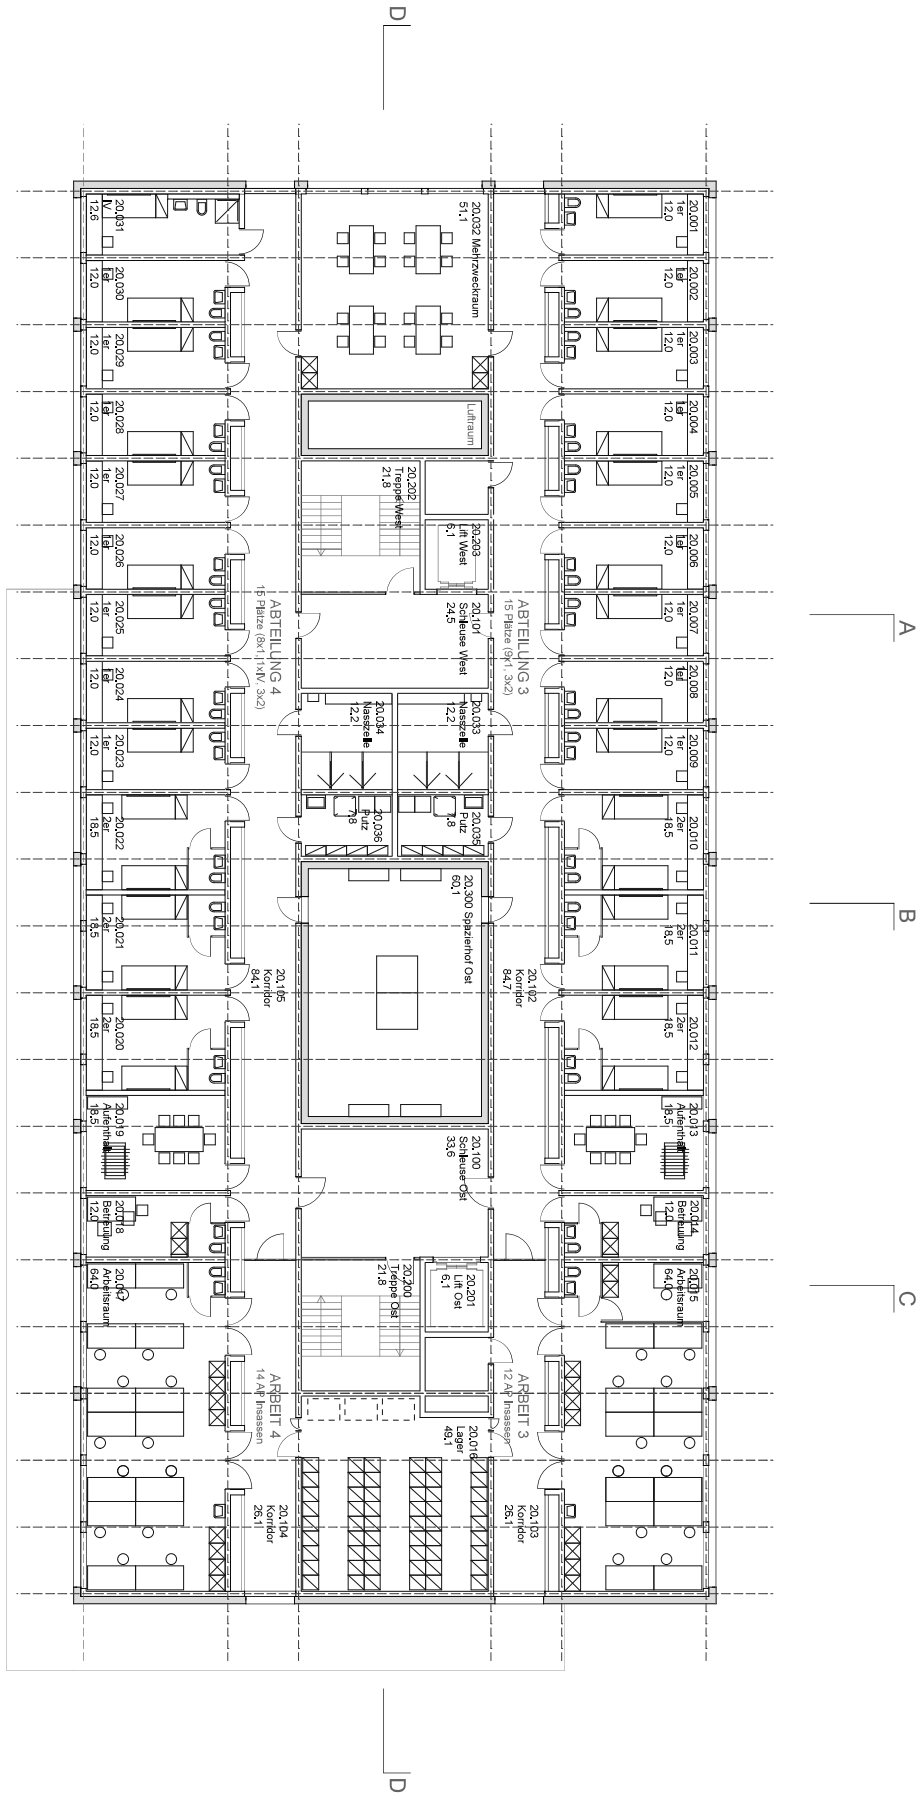 D
A
B
C
D
20.001
1er
12.0
20.002
1er
12.0
20.003
1er
12.0
20.004
1er
12.0
20.005
1er
12.0
20.006
1er
12.0
20.007
1er
12.0
20.008
1er
12.0
20.009
1er
12.0
20.010
2er
18.5
20.011
2er
18.5
20.012
2er
18.5
20.013
Aufenthalt
18.5
20.014
Betreuung
12.0
20.015
Arbeitsraum
64.0
ABTEILUNG 3
15 Plätze (9x1, 3x2)
20.102
Korridor
84.7
ARBEIT 3
12 AP Insassen
20.103
Korridor
26.1
20.032 Mehrzweckraum
51.1
Luftraum
20.202
Treppe West
21.8
20.203
Lift West
6.1
20.101
Schleuse West
24.5
20.033
Nasszelle
12.2
20.034
Nasszelle
12.2
20.035
Putz
7.8
20.036
Putz
7.8
20.300 Spazierhof Ost
60.1
20.100
Schleuse Ost
33.6
20.201
Lift Ost
6.1
20.200
Treppe Ost
21.8
20.016
Lager
49.1
ABTEILUNG 4
15 Plätze (8x1,1xIV, 3x2)
20.105
Korridor
84.1
ARBEIT 4
14 AP Insassen
20.104
Korridor
26.1
20.031
IV
12.6
20.030
1er
12.0
20.029
1er
12.0
20.028
1er
12.0
20.027
1er
12.0
20.026
1er
12.0
20.025
1er
12.0
20.024
1er
12.0
20.023
1er
12.0
20.022
2er
18.5
20.021
2er
18.5
20.020
2er
18.5
20.019
Aufenthalt
18.5
20.018
Betreuung
12.0
20.017
Arbeitsraum
64.0